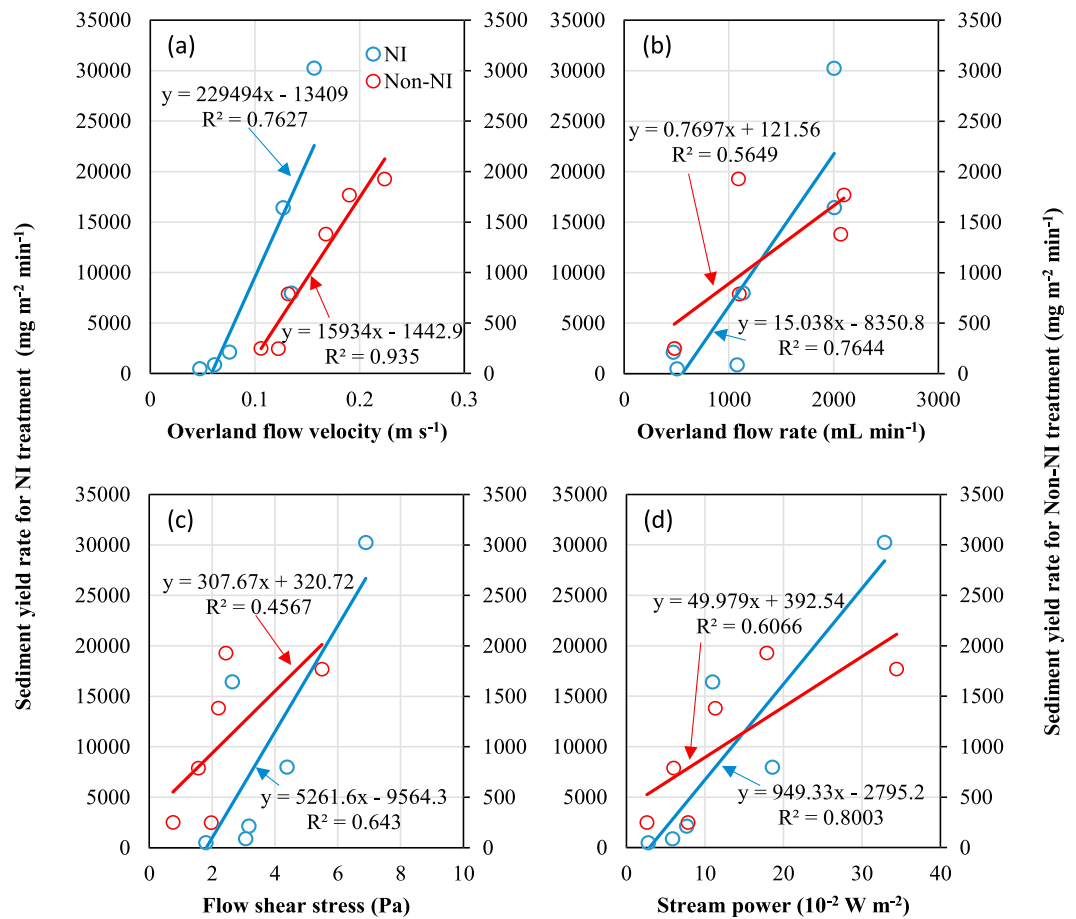 Sediment yield rate for NI treatment (mg m⁻² min⁻¹)
Sediment yield rate for Non-NI treatment (mg m⁻² min⁻¹)
(a)
NI
Non-NI
y = 229494x - 13409
R² = 0.7627
y = 15934x - 1442.9
R² = 0.935
35000
30000
25000
20000
15000
10000
5000
0
3500
3000
2500
2000
1500
1000
500
0
0
0.1
0.2
0.3
Overland flow velocity (m s⁻¹)
(b)
y = 0.7697x + 121.56
R² = 0.5649
y = 15.038x - 8350.8
R² = 0.7644
35000
30000
25000
20000
15000
10000
5000
0
3500
3000
2500
2000
1500
1000
500
0
0
1000
2000
3000
Overland flow rate (mL min⁻¹)
(c)
y = 307.67x + 320.72
R² = 0.4567
y = 5261.6x - 9564.3
R² = 0.643
35000
30000
25000
20000
15000
10000
5000
0
3500
3000
2500
2000
1500
1000
500
0
0
2
4
6
8
10
Flow shear stress (Pa)
(d)
y = 49.979x + 392.54
R² = 0.6066
y = 949.33x - 2795.2
R² = 0.8003
35000
30000
25000
20000
15000
10000
5000
0
3500
3000
2500
2000
1500
1000
500
0
0
10
20
30
40
Stream power (10⁻² W m⁻²)